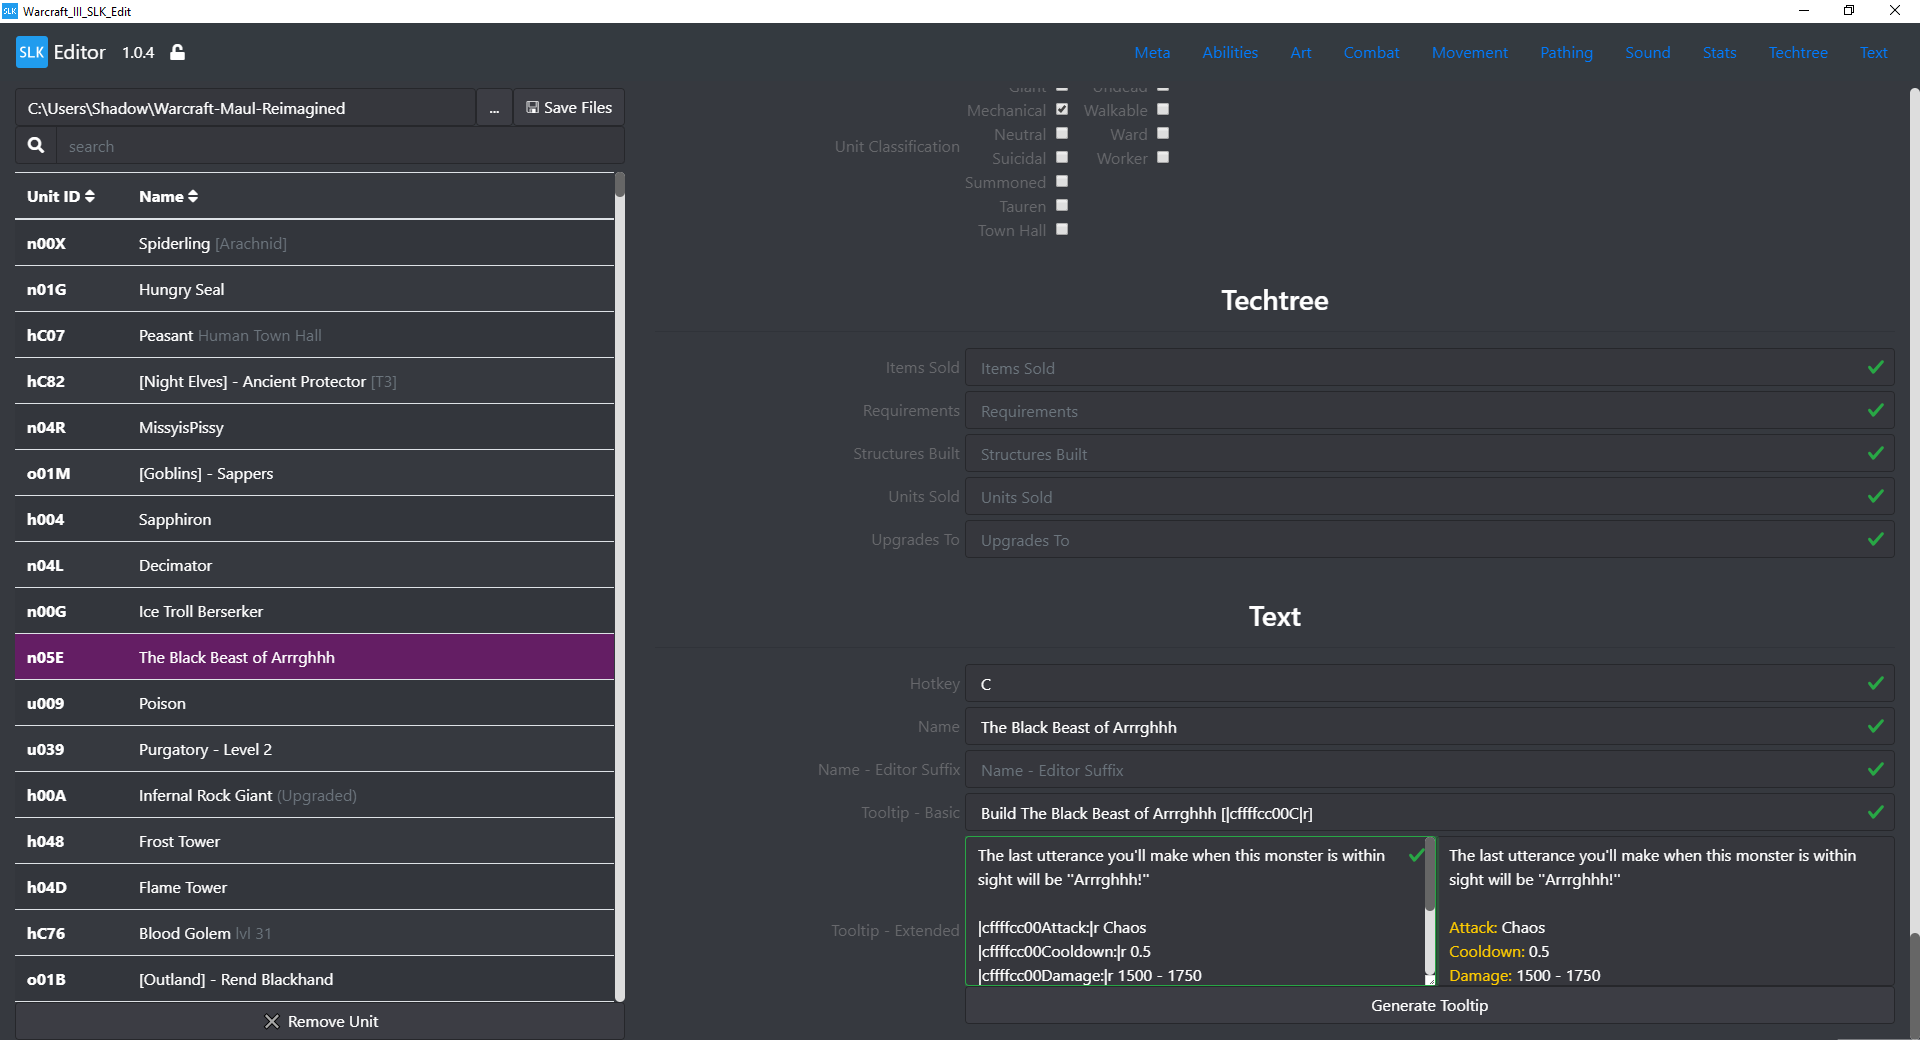 Warcraft_III_SLK_Edit
SLK Editor 1.0.4
Meta Abilities Art Combat Movement Pathing Sound Stats Techtree Text
C:\Users\Shadow\Warcraft-Maul-Reimagined ... Save Files
search
Unit ID Name
n00X Spiderling [Arachnid]
n01G Hungry Seal
hC07 Peasant Human Town Hall
hC82 [Night Elves] - Ancient Protector [T3]
n04R MissyisPissy
o01M [Goblins] - Sappers
h004 Sapphiron
n04L Decimator
n00G Ice Troll Berserker
n05E The Black Beast of Arrrghhh
u009 Poison
u039 Purgatory - Level 2
h00A Infernal Rock Giant (Upgraded)
h048 Frost Tower
h04D Flame Tower
hC76 Blood Golem lvl 31
o01B [Outland] - Rend Blackhand
Remove Unit
Giant Undead
Mechanical Walkable
Neutral Ward
Unit Classification
Suicidal Worker
Summoned
Tauren
Town Hall
Techtree
Items Sold Items Sold
Requirements Requirements
Structures Built Structures Built
Units Sold Units Sold
Upgrades To Upgrades To
Text
Hotkey C
Name The Black Beast of Arrrghhh
Name - Editor Suffix Name - Editor Suffix
Tooltip - Basic Build The Black Beast of Arrrghhh [|cffffcc00C|r]
Tooltip - Extended
The last utterance you'll make when this monster is within
sight will be "Arrrghhh!"
|cffffcc00Attack:|r Chaos
|cffffcc00Cooldown:|r 0.5
|cffffcc00Damage:|r 1500 - 1750
The last utterance you'll make when this monster is within
sight will be "Arrrghhh!"
Attack: Chaos
Cooldown: 0.5
Damage: 1500 - 1750
Generate Tooltip